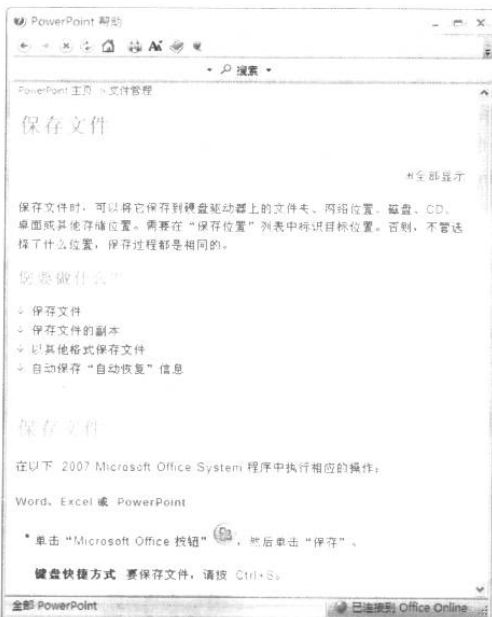 PowerPoint 帮助
搜索
PowerPoint 主页 > 文件管理
保存文件
全部显示
保存文件时，可以将它保存到硬盘驱动器上的文件夹、网络位置、磁盘、CD、
桌面或其他存储位置。需要在“保存位置”列表中标识目标位置。否则，不管选
择了什么位置，保存过程都是相同的。
您要做什么?
保存文件
保存文件的副本
以其他格式保存文件
自动保存“自动恢复”信息
保存文件
在以下 2007 Microsoft Office System 程序中执行相应的操作:
Word、Excel 或 PowerPoint
单击“Microsoft Office 按钮” ，然后单击“保存”。
键盘快捷方式 要保存文件，请按 Ctrl+S。
全部 PowerPoint
已连接到 Office Online